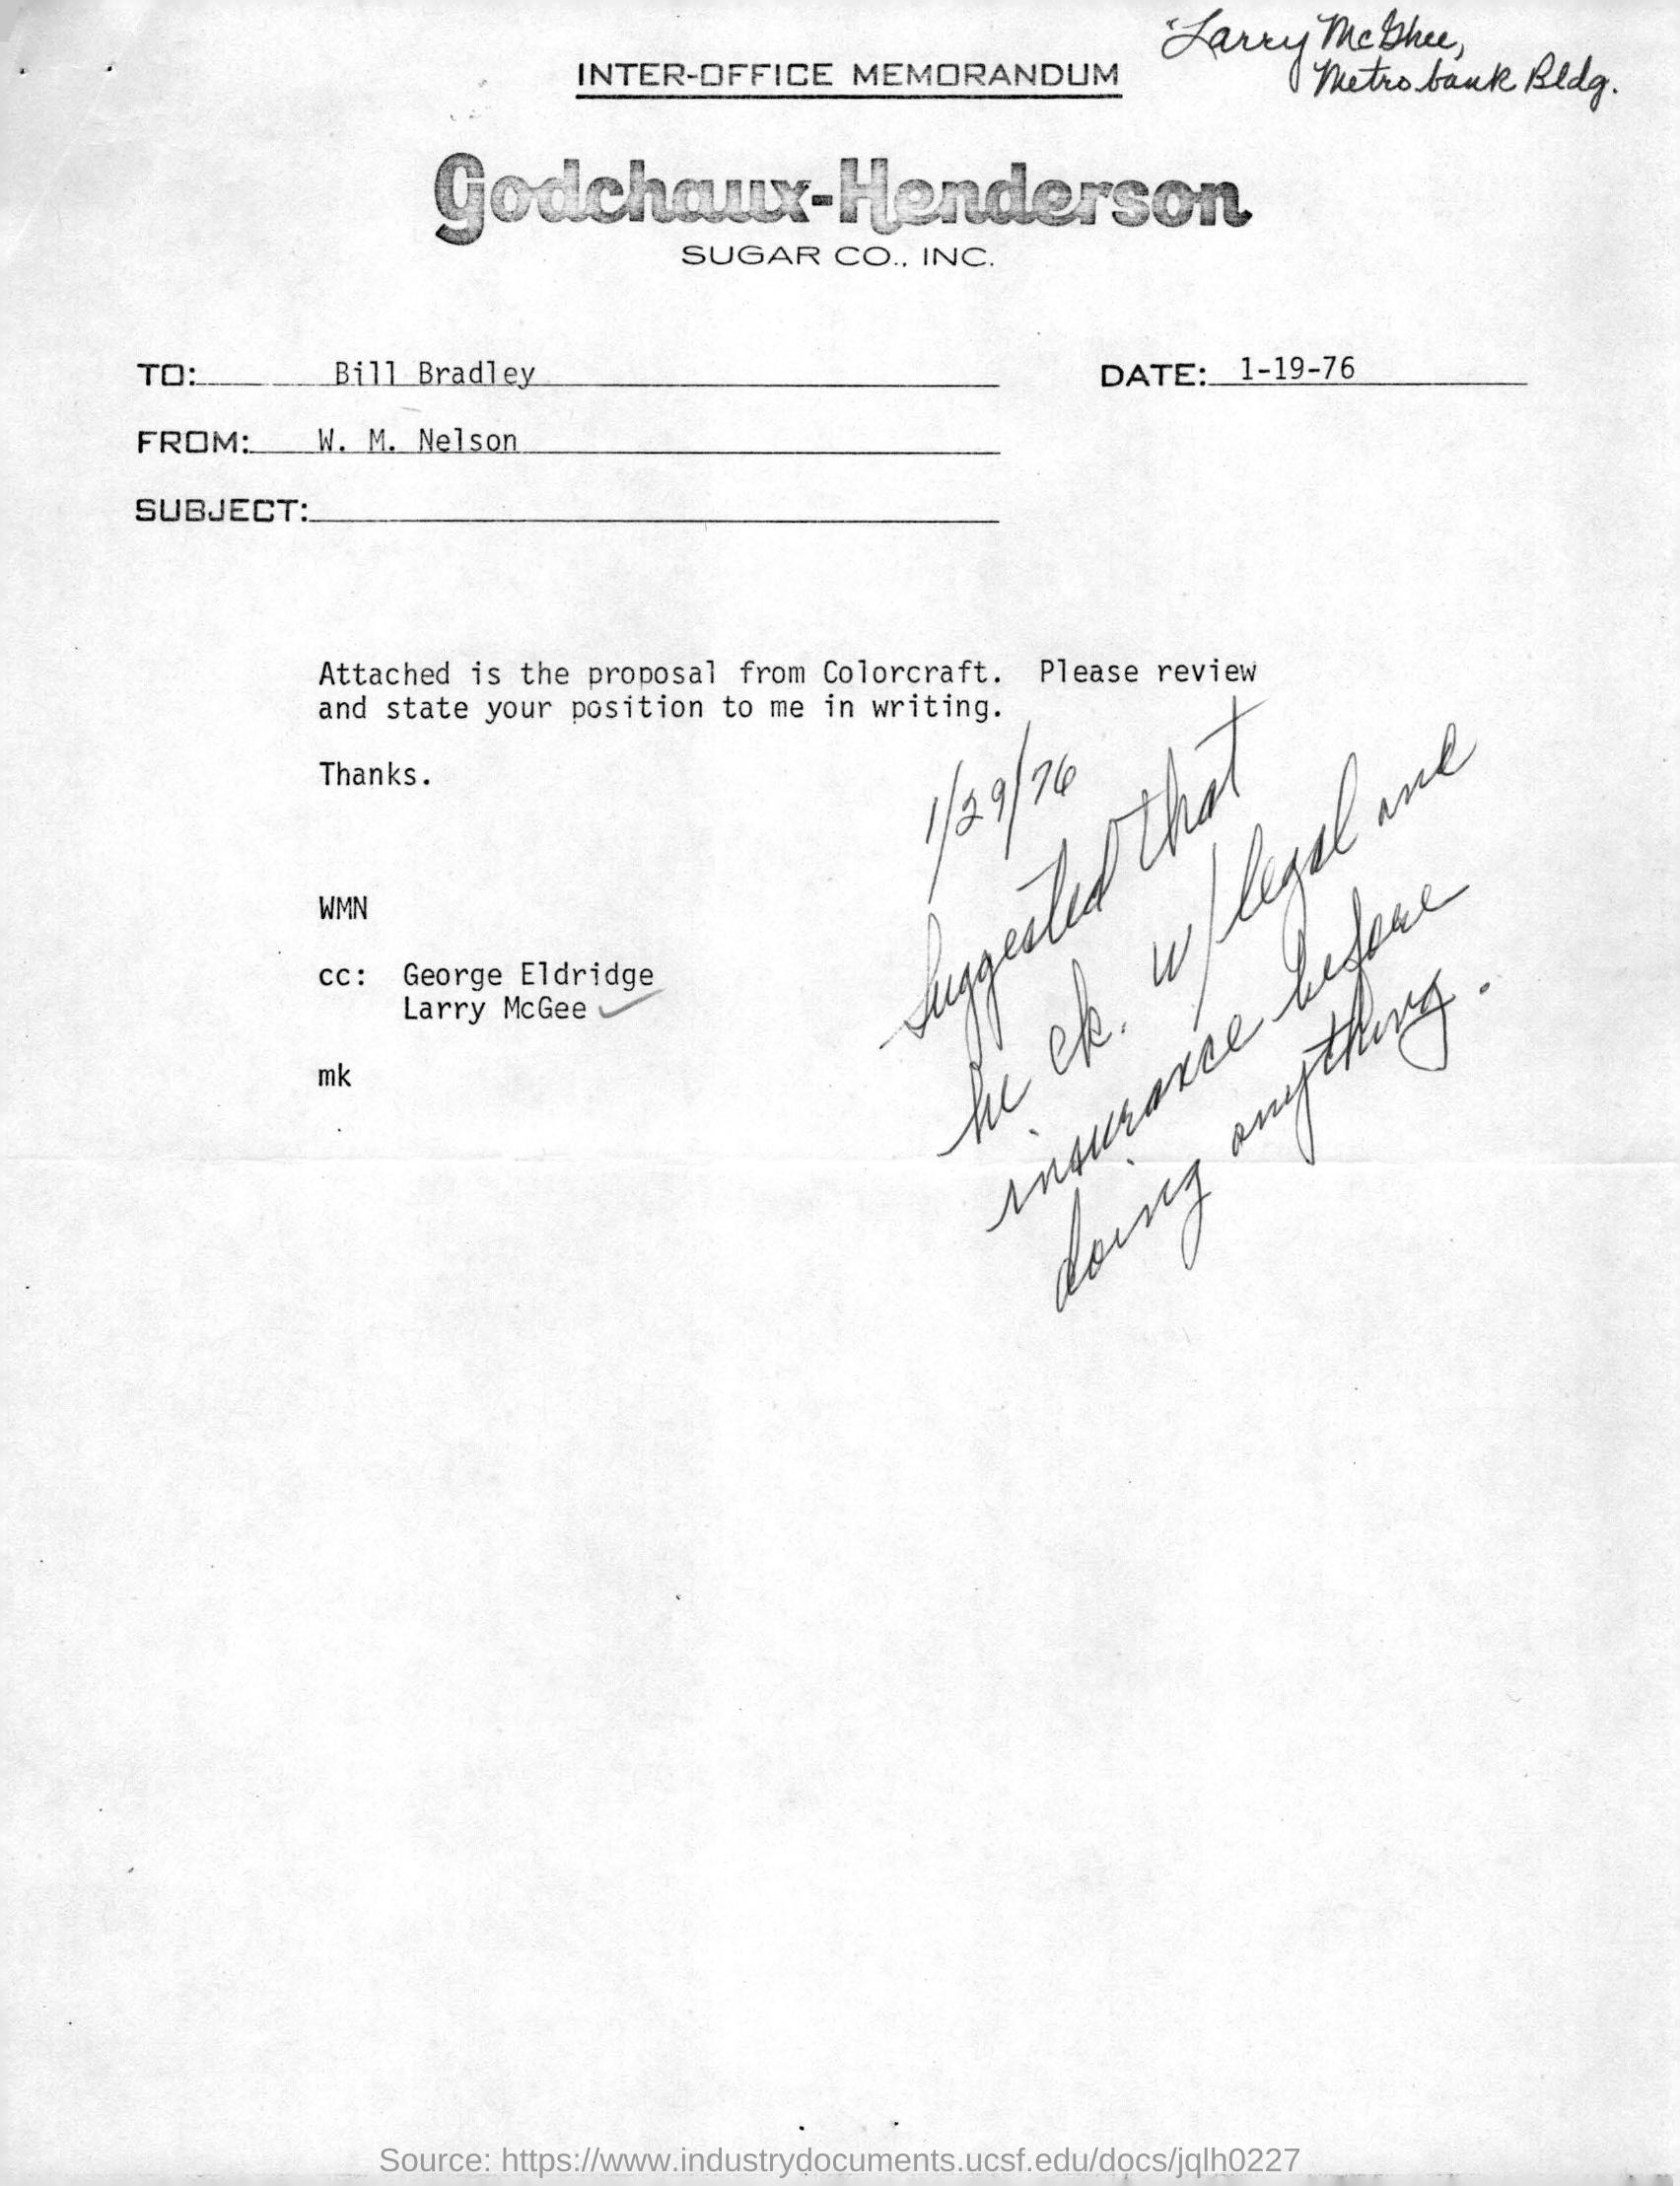 Larry McGhee,
Metrobank Bldg.
INTER-OFFICE MEMORANDUM
Godchaux-Henderson
SUGAR CO., INC.
TO: Bill Bradley
DATE: 1-19-76
FROM: W. M. Nelson
SUBJECT:
Attached is the proposal from Colorcraft. Please review
and state your position to me in writing.
Thanks.
1/29/76
Suggested that
he ck. w/ legal and
insurance before
doing anything.
WMN
cc: George Eldridge
Larry McGee
mk
Source: https://www.industrydocuments.ucsf.edu/docs/jqlh0227